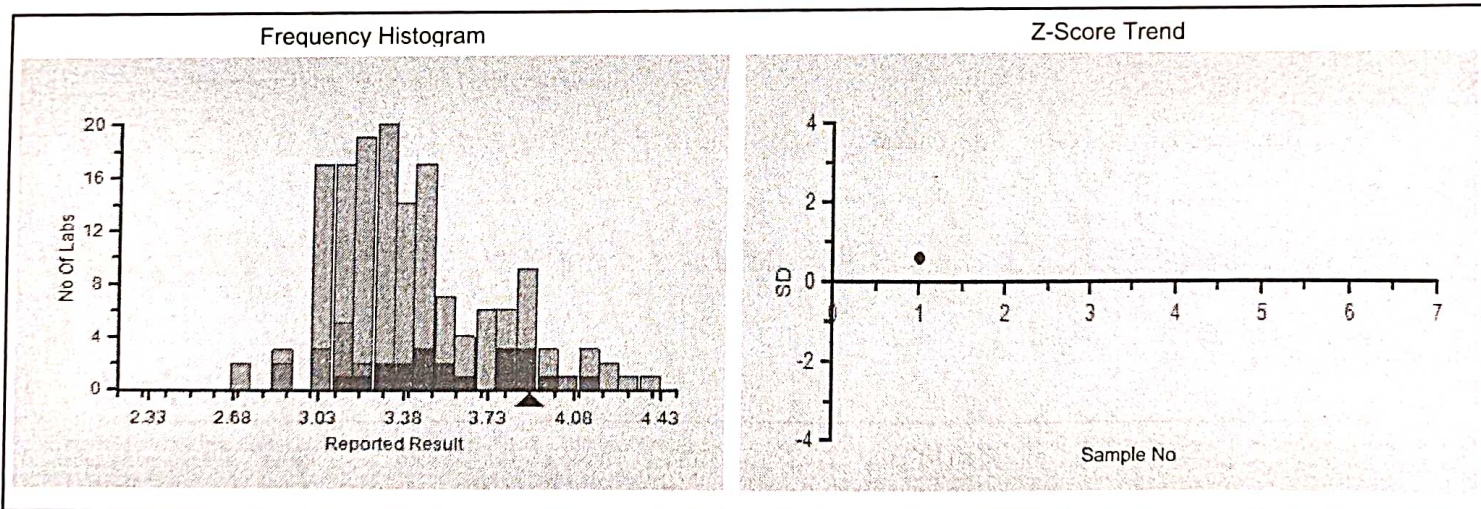 Frequency Histogram
20
16
12
8
4
0
No Of Labs
2.33 2.68 3.03 3.38 3.73 4.08 4.43
Reported Result
Z-Score Trend
4
2
0
-2
-4
SD
0 1 2 3 4 5 6 7
Sample No